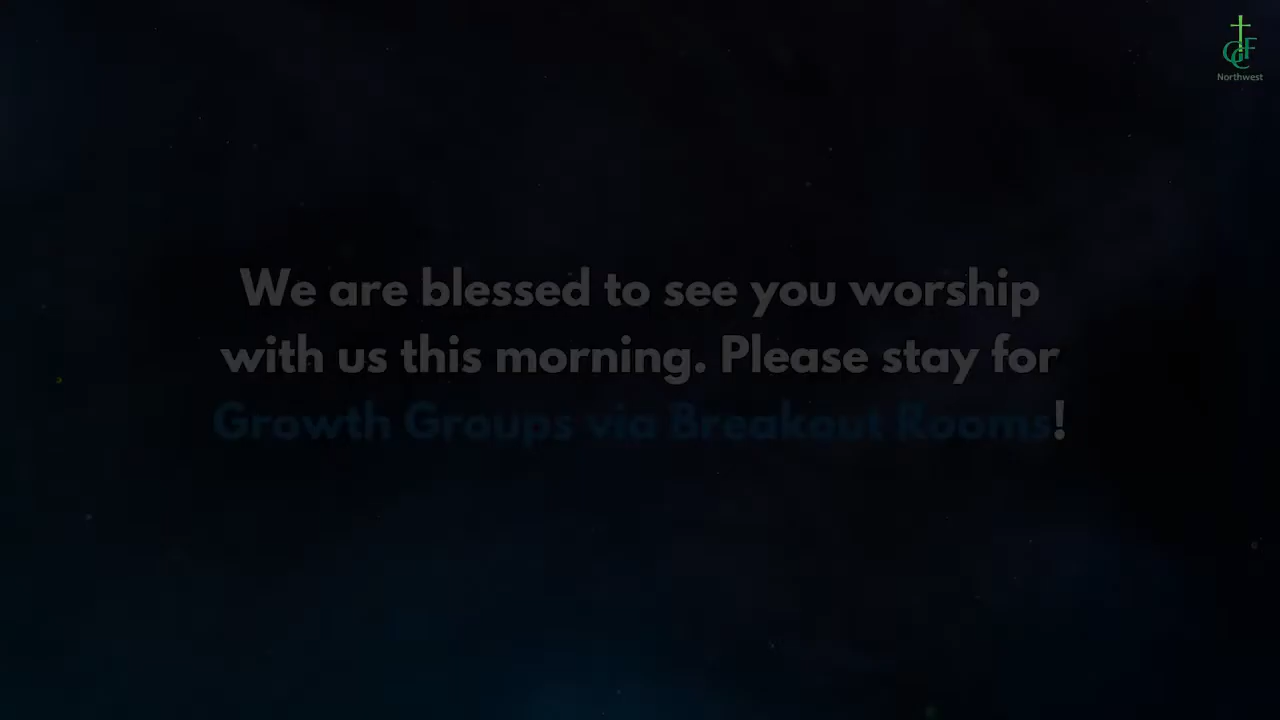 GCF
Northwest
We are blessed to see you worship
with us this morning. Please stay for
Growth Groups via Breakout Rooms!